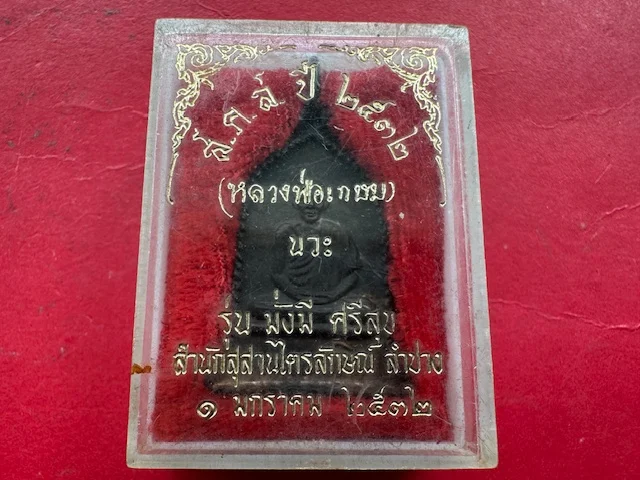 ส.ค.ส. ปี ๒๕๓๒
(หลวงพ่อเกษม)
นวะ
รุ่น มั่งมี ศรีสุข
สำนักสุสานไตรลักษณ์ ลำปาง
๑ มกราคม ๒๕๓๒